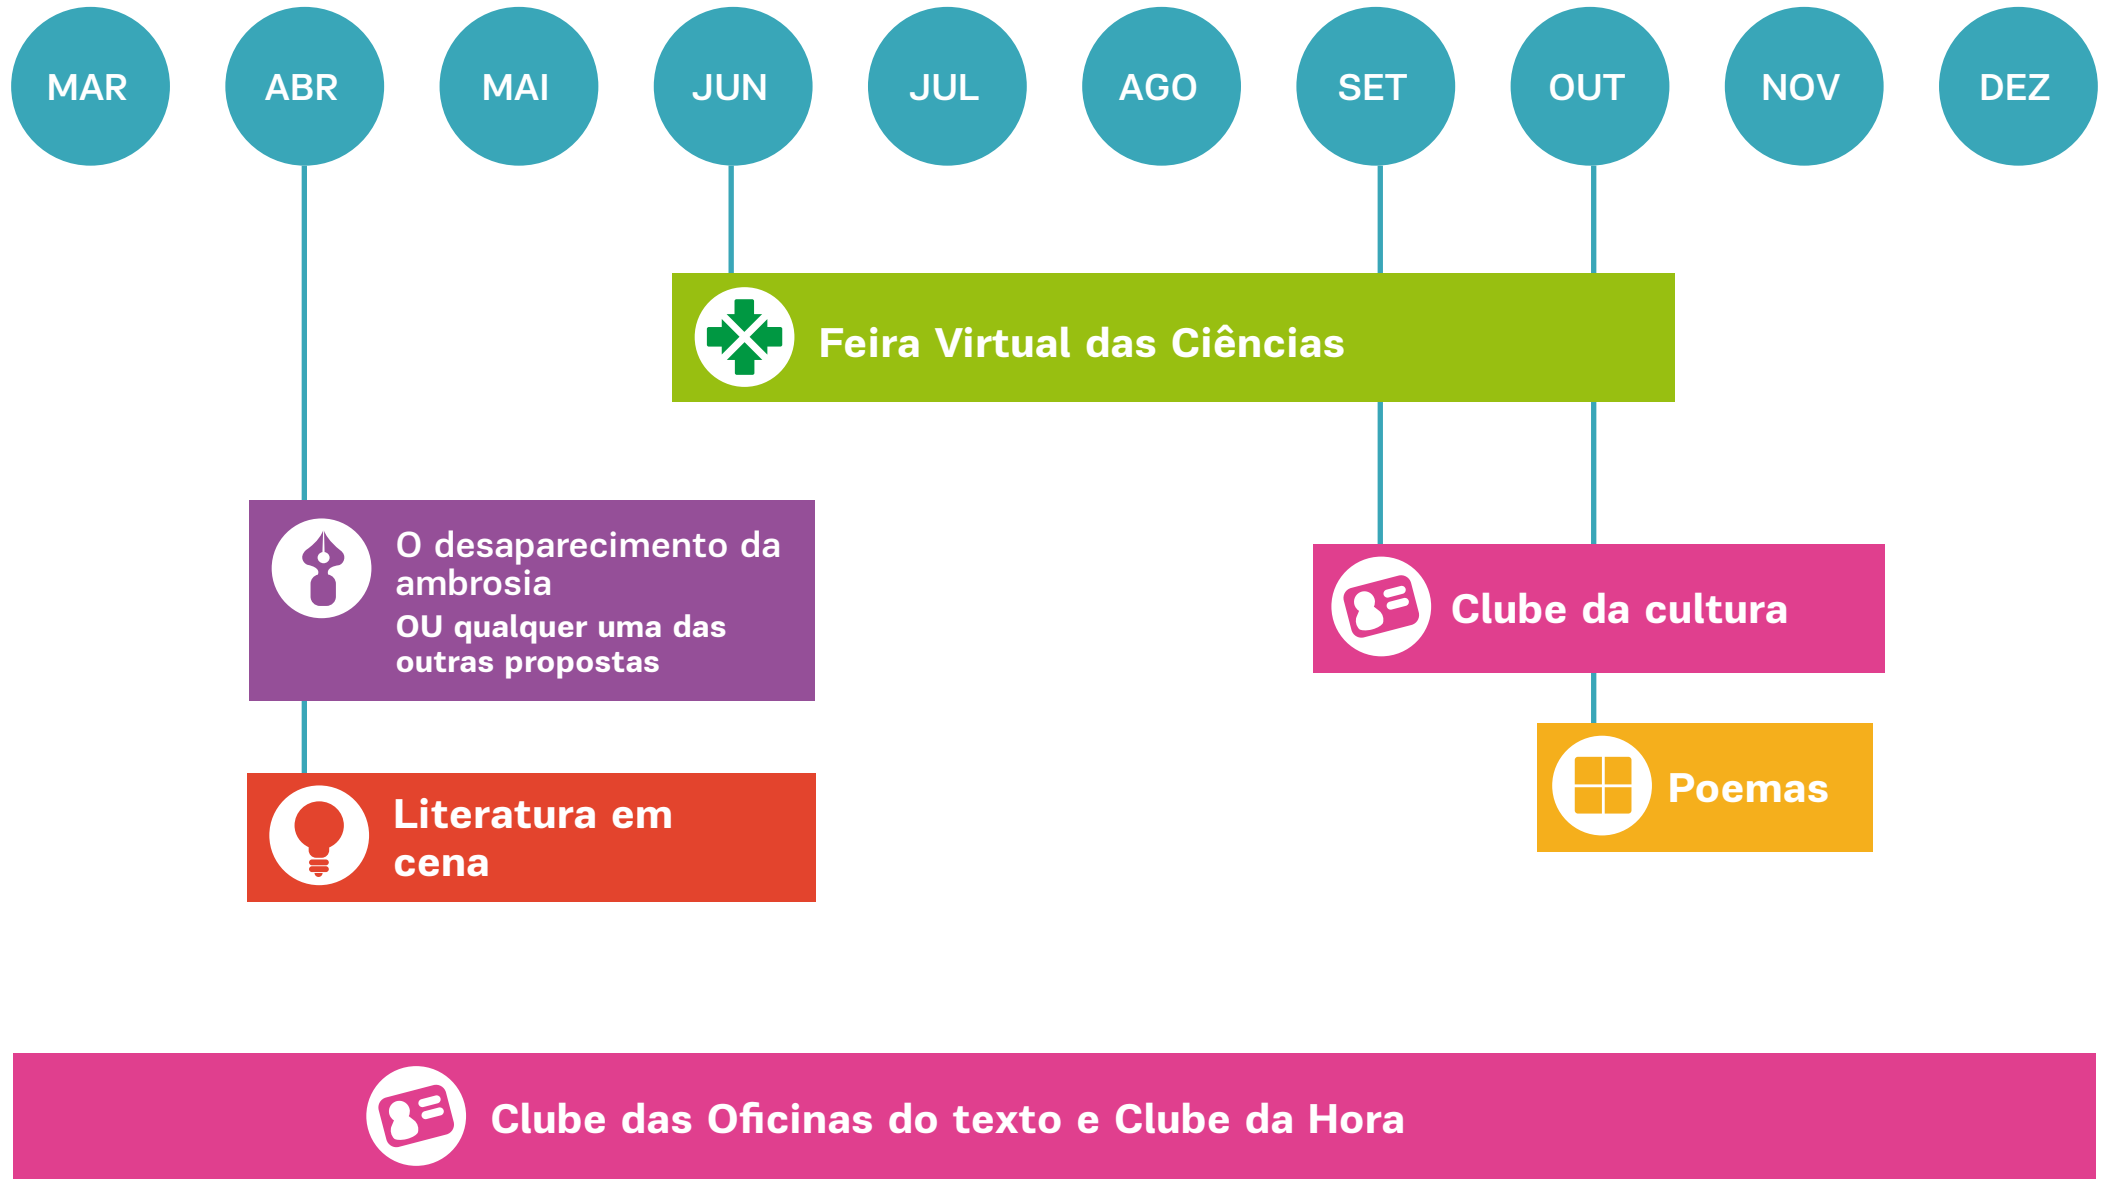 MAR
ABR
MAI
JUN
JUL
AGO
SET
OUT
NOV
DEZ
Feira Virtual das Ciências
O desaparecimento da
ambrosia
OU qualquer uma das
outras propostas
Clube da cultura
Poemas
Literatura em
cena
Clube das Oficinas do texto e Clube da Hora